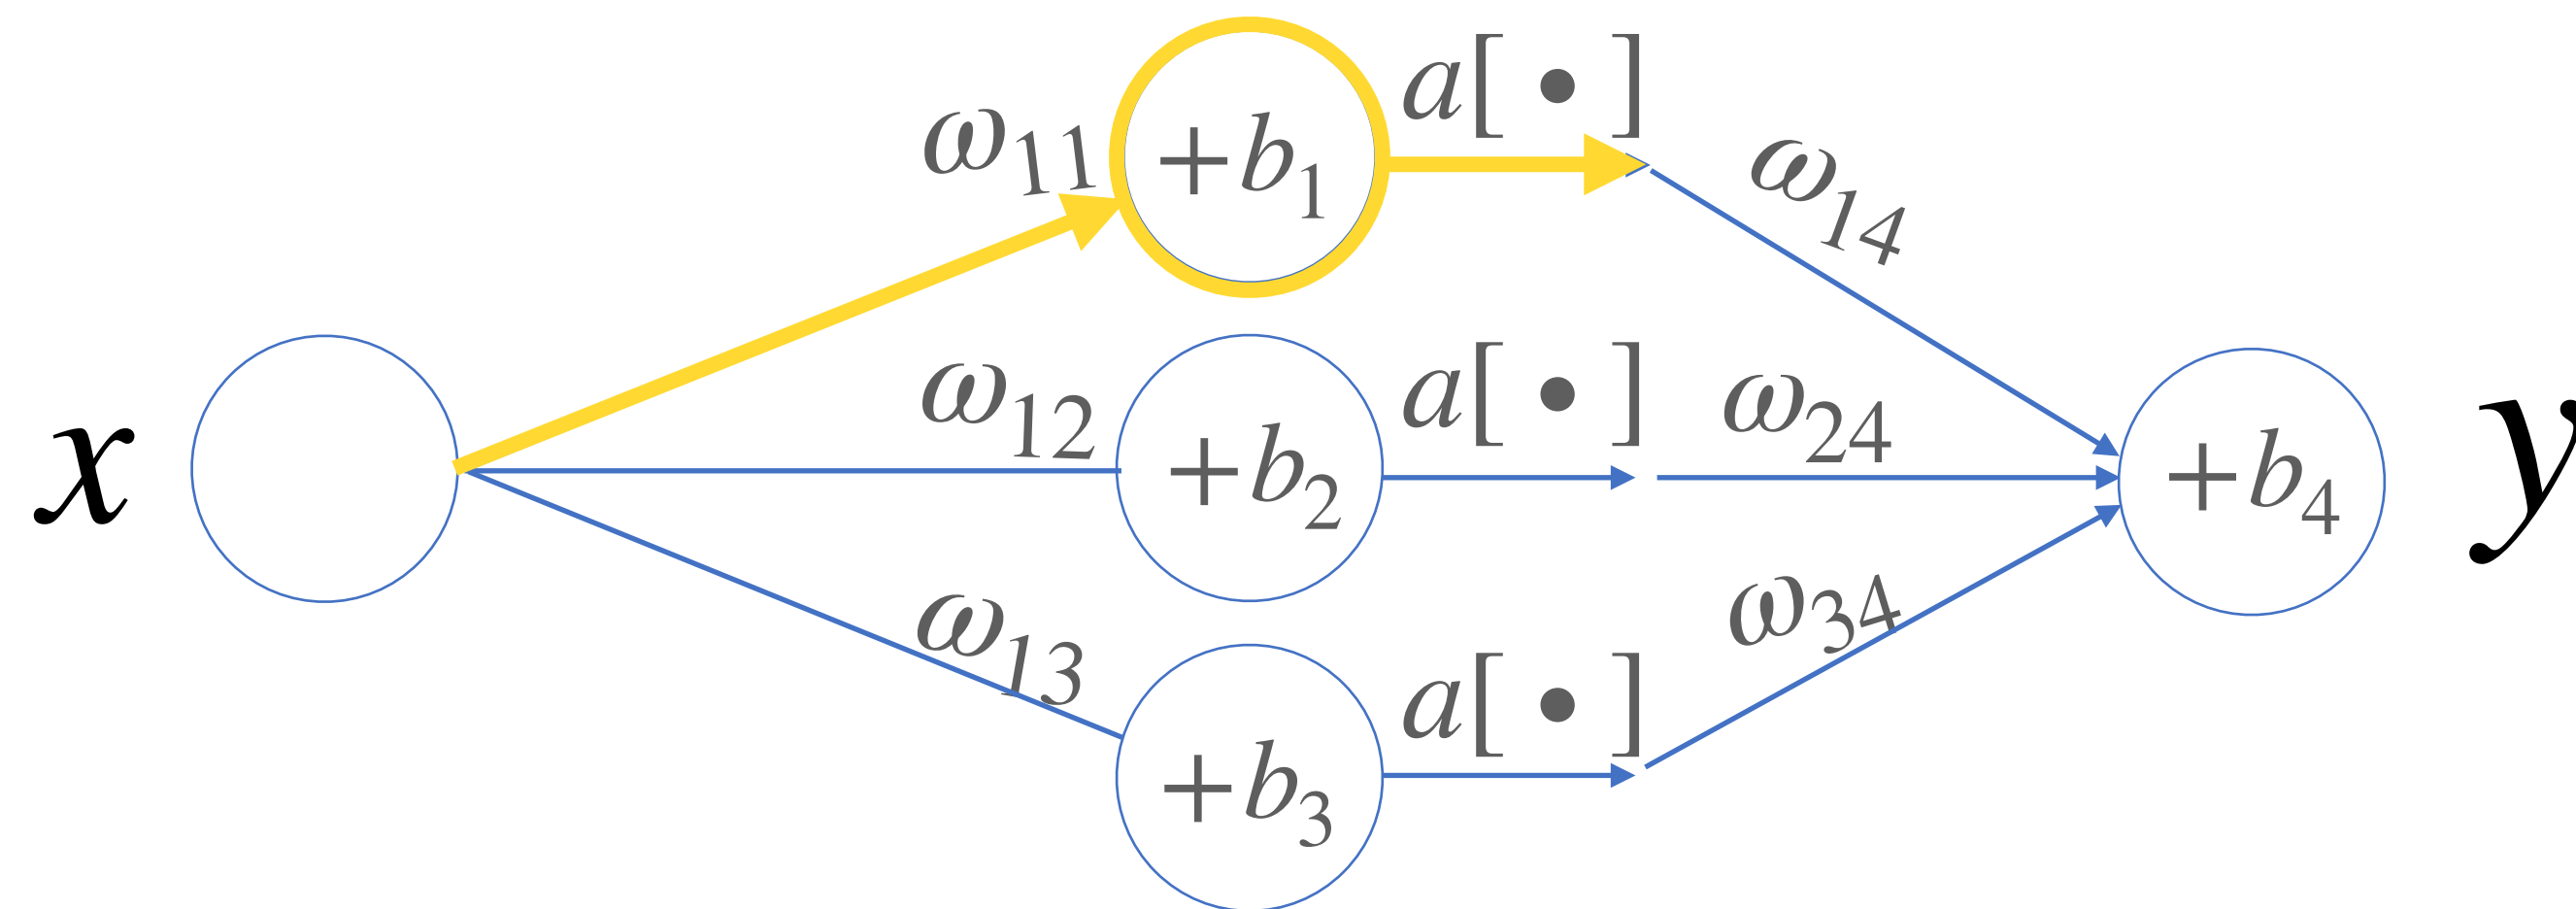 x
ω₁₁
+b₁
a[ • ]
ω₁₄
ω₁₂
+b₂
a[ • ]
ω₂₄
ω₁₃
+b₃
a[ • ]
ω₃₄
+b₄
y